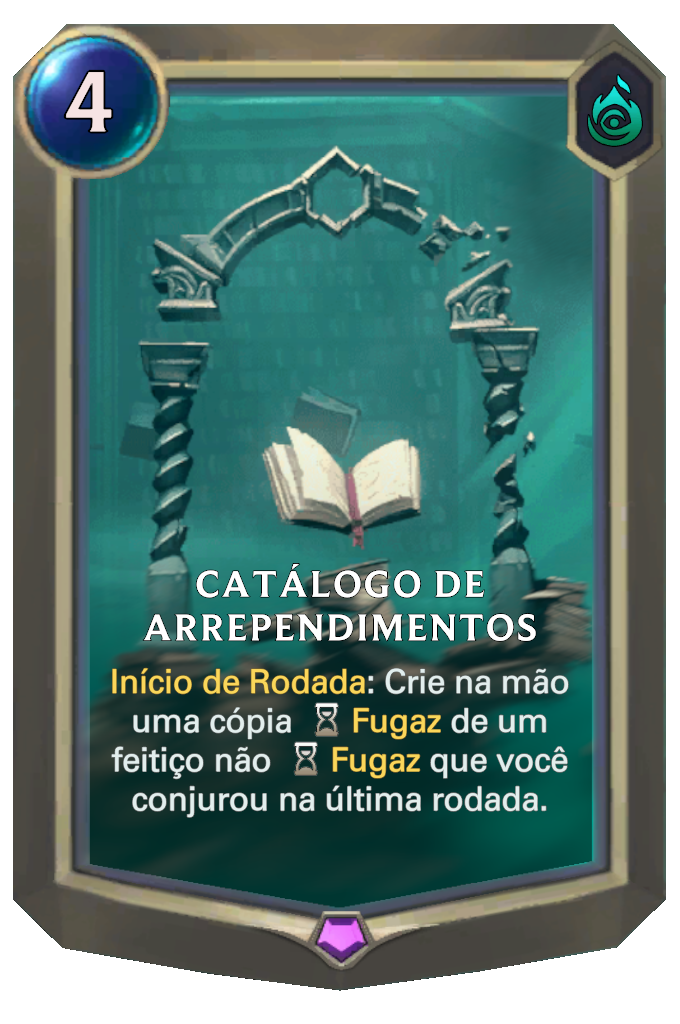 4
CATÁLOGO DE
ARREPENDIMENTOS
Início de Rodada: Crie na mão
uma cópia Fugaz de um
feitiço não Fugaz que você
conjurou na última rodada.